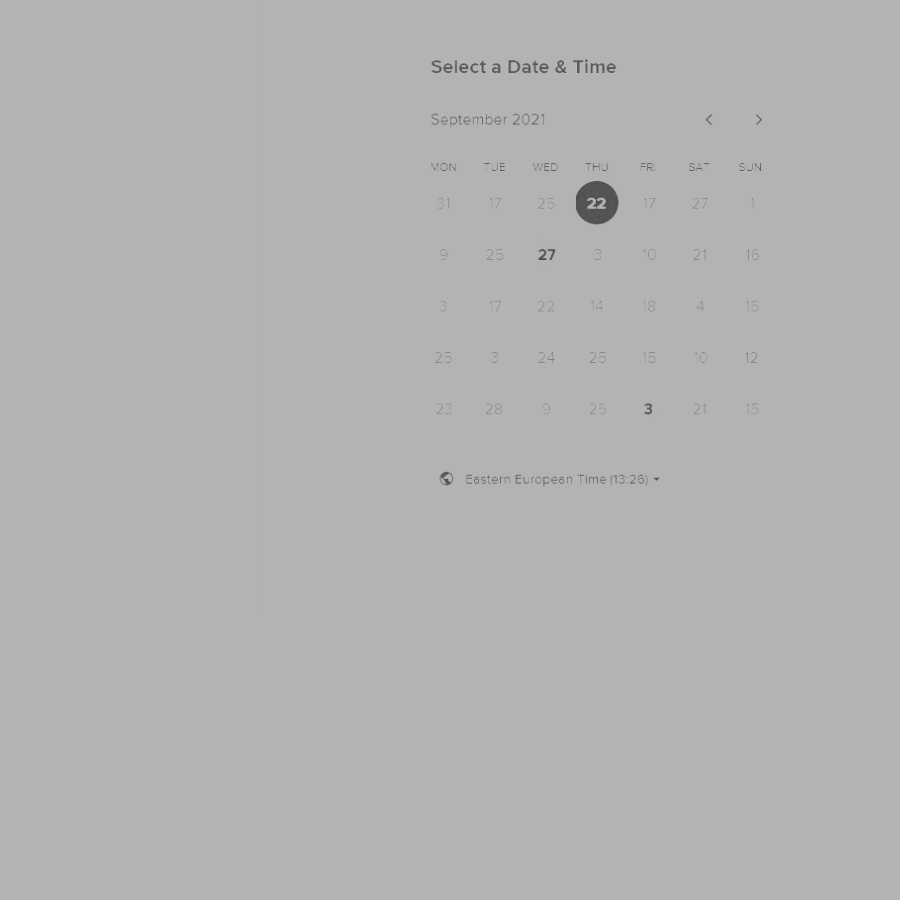 Select a Date & Time
September 2021
MON TUE WED THU FRI SAT SUN
31 17 25 22 17 27 1
9 25 27 3 10 21 16
3 17 22 14 18 4 15
25 3 24 25 15 10 12
23 28 9 25 3 21 15
Eastern European Time (13:26)